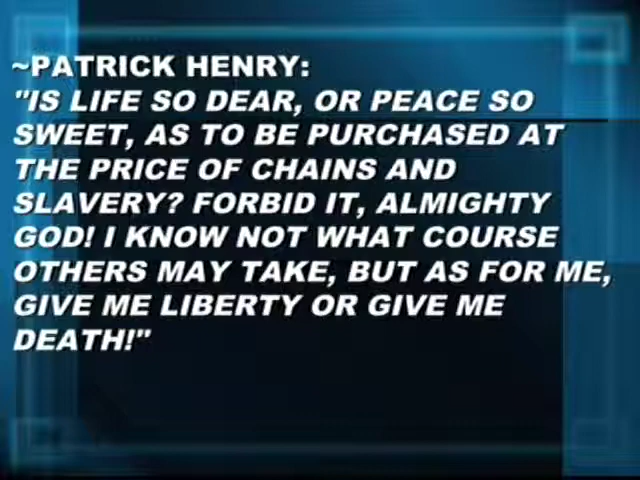 ~PATRICK HENRY:
"IS LIFE SO DEAR, OR PEACE SO
SWEET, AS TO BE PURCHASED AT
THE PRICE OF CHAINS AND
SLAVERY? FORBID IT, ALMIGHTY
GOD! I KNOW NOT WHAT COURSE
OTHERS MAY TAKE, BUT AS FOR ME,
GIVE ME LIBERTY OR GIVE ME
DEATH!"